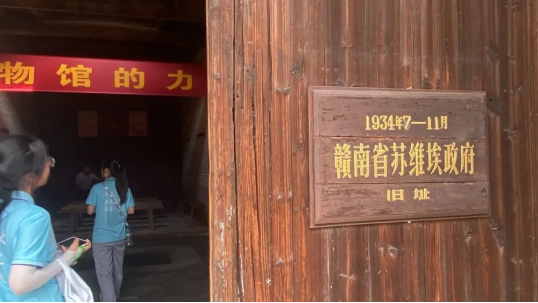 物馆的力
1934年7—11月
赣南省苏维埃政府
旧址